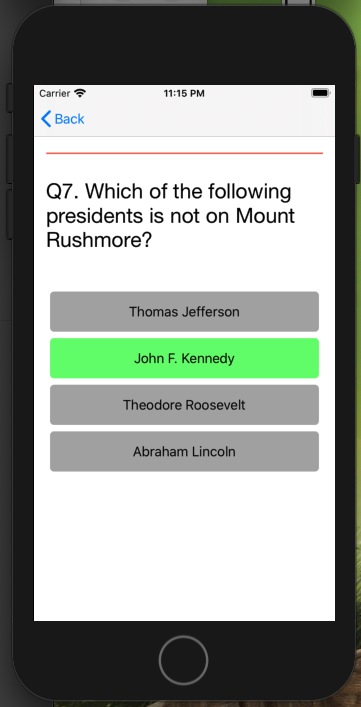 Carrier 11:15 PM
Back
Q7. Which of the following
presidents is not on Mount
Rushmore?
Thomas Jefferson
John F. Kennedy
Theodore Roosevelt
Abraham Lincoln